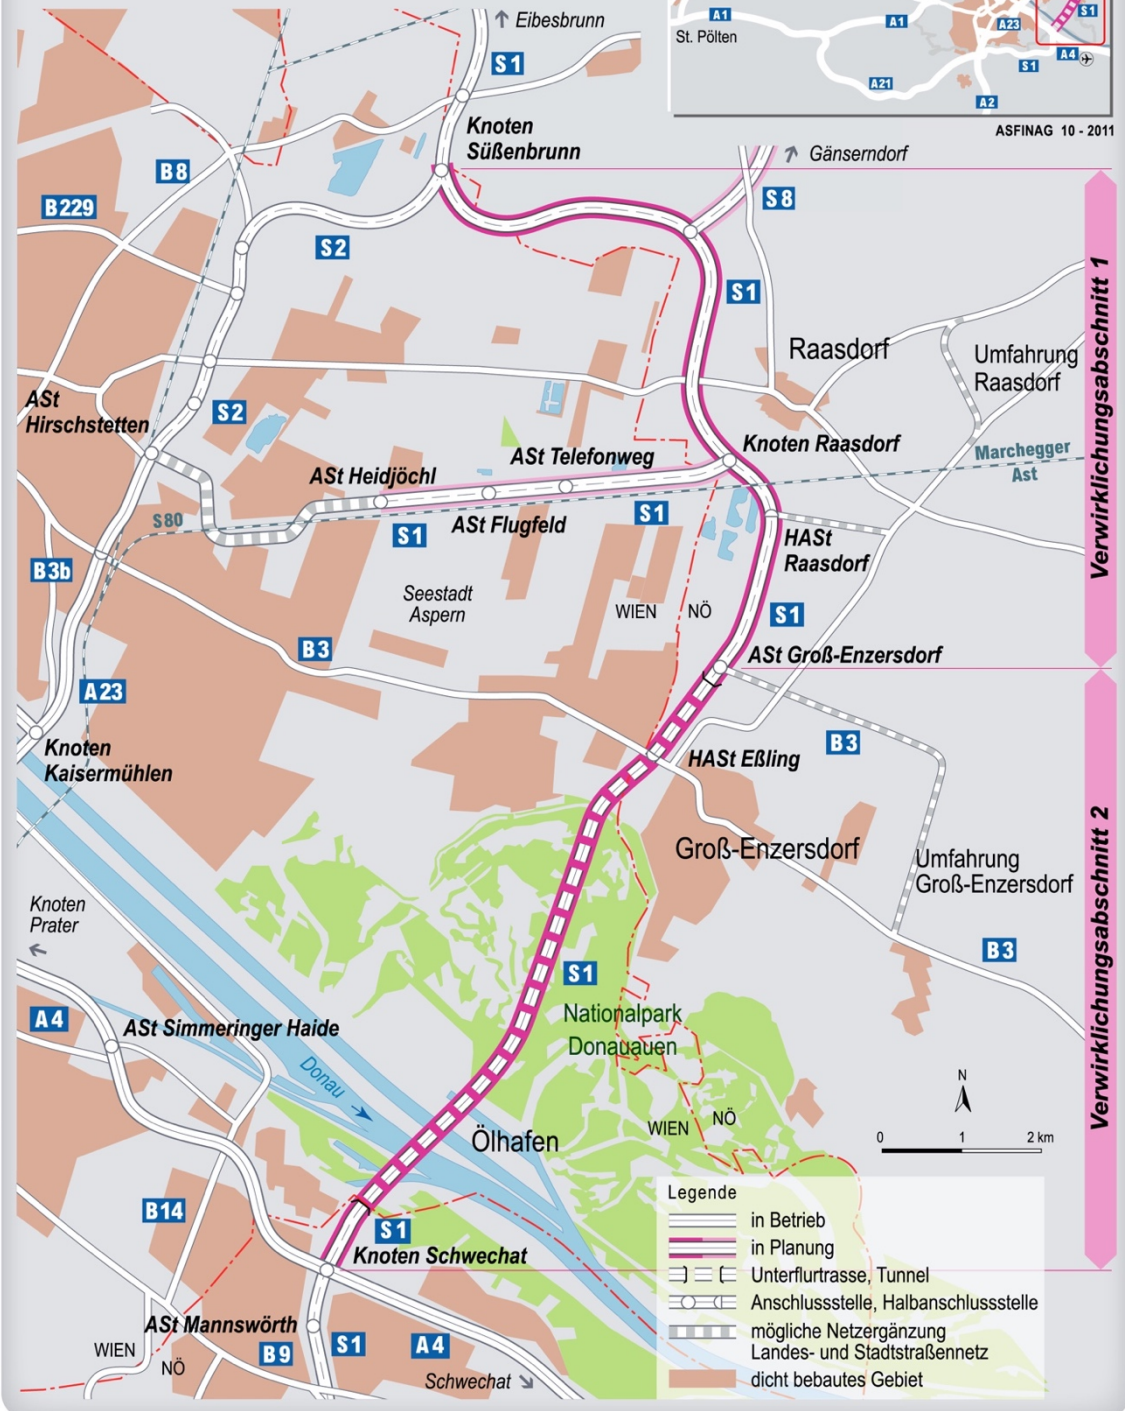 Eibesbrunn
A1
St. Pölten
A1
A23
S1
A4
S1
A21
A2
ASFINAG 10 - 2011
S1
Knoten
Süßenbrunn
Gänserndorf
B8
S8
B229
S2
S1
Verwirklichungsabschnitt 1
Raasdorf
Umfahrung
Raasdorf
ASt
Hirschstetten
S2
Knoten Raasdorf
Marchegger
Ast
ASt Telefonweg
ASt Heidjöchl
S80
S1
ASt Flugfeld
S1
HASt
Raasdorf
B3b
Seestadt
Aspern
WIEN
NÖ
S1
B3
ASt Groß-Enzersdorf
A23
Knoten
Kaisermühlen
B3
HASt Eßling
Verwirklichungsabschnitt 2
Groß-Enzersdorf
Umfahrung
Groß-Enzersdorf
Knoten
Prater
B3
S1
A4
ASt Simmeringer Haide
Nationalpark
Donauauen
Donau
N
WIEN
NÖ
0 1 2 km
Ölhafen
B14
S1
Knoten Schwechat
ASt Mannswörth
WIEN
NÖ
B9
S1
A4
Schwechat
Legende
in Betrieb
in Planung
Unterflurtrasse, Tunnel
Anschlussstelle, Halbanschlussstelle
mögliche Netzergänzung
Landes- und Stadtstraßennetz
dicht bebautes Gebiet